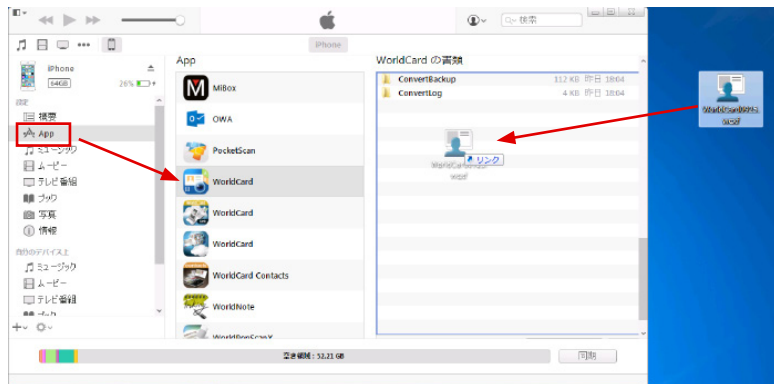 検索
iPhone
iPhone
64GB
26%
設定
概要
App
ミュージック
ムービー
テレビ番組
ブック
写真
情報
自分のデバイス上
ミュージック
ムービー
テレビ番組
App
MiBox
OWA
PocketScan
WorldCard
WorldCard
WorldCard
WorldCard Contacts
WorldNote
WorldPenScan X
WorldCard の書類
ConvertBackup 112 KB 昨日 18:04
ConvertLog 4 KB 昨日 18:04
リンク
wcxf
空き領域 : 52.21 GB
同期
wcxf